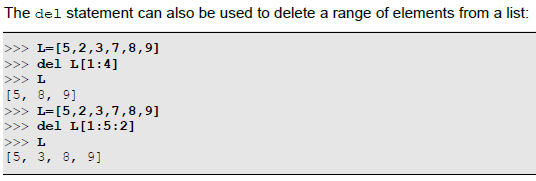 The del statement can also be used to delete a range of elements from a list:
>>> L=[5,2,3,7,8,9]
>>> del L[1:4]
>>> L
[5, 8, 9]
>>> L=[5,2,3,7,8,9]
>>> del L[1:5:2]
>>> L
[5, 3, 8, 9]